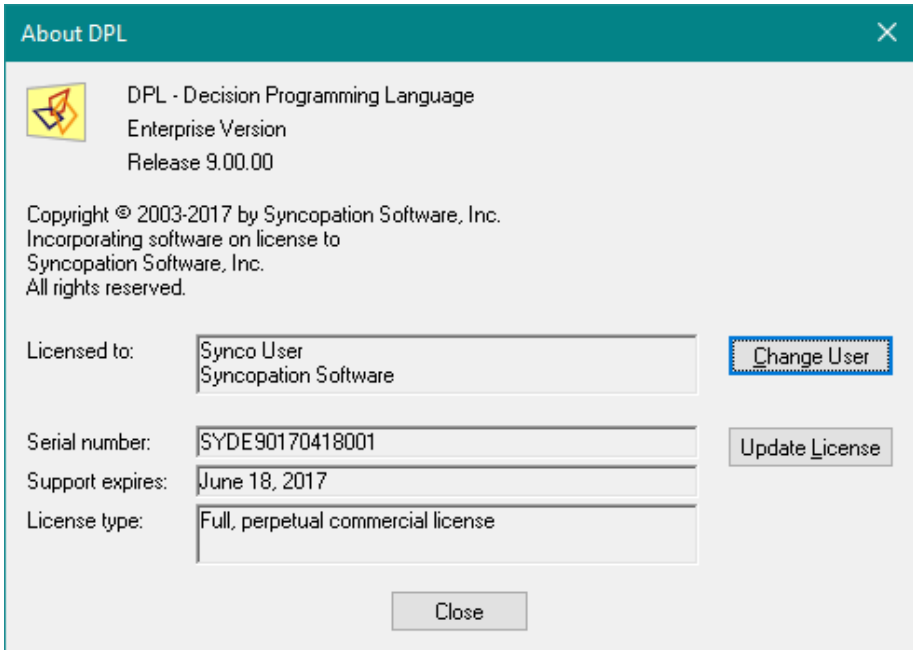 About DPL
DPL - Decision Programming Language
Enterprise Version
Release 9.00.00
Copyright © 2003-2017 by Syncopation Software, Inc.
Incorporating software on license to
Syncopation Software, Inc.
All rights reserved.
Licensed to:
Synco User
Syncopation Software
Change User
Serial number:
SYDE90170418001
Update License
Support expires:
June 18, 2017
License type:
Full, perpetual commercial license
Close